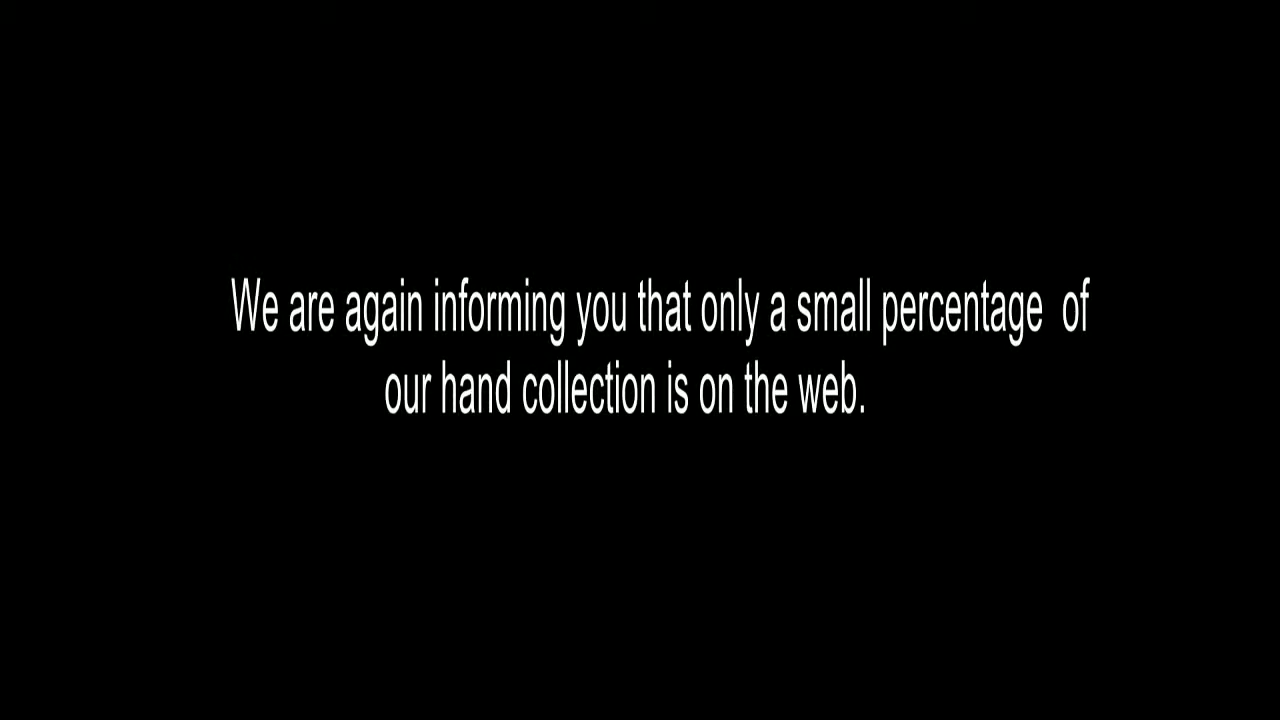 We are again informing you that only a small percentage  of
our hand collection is on the web.